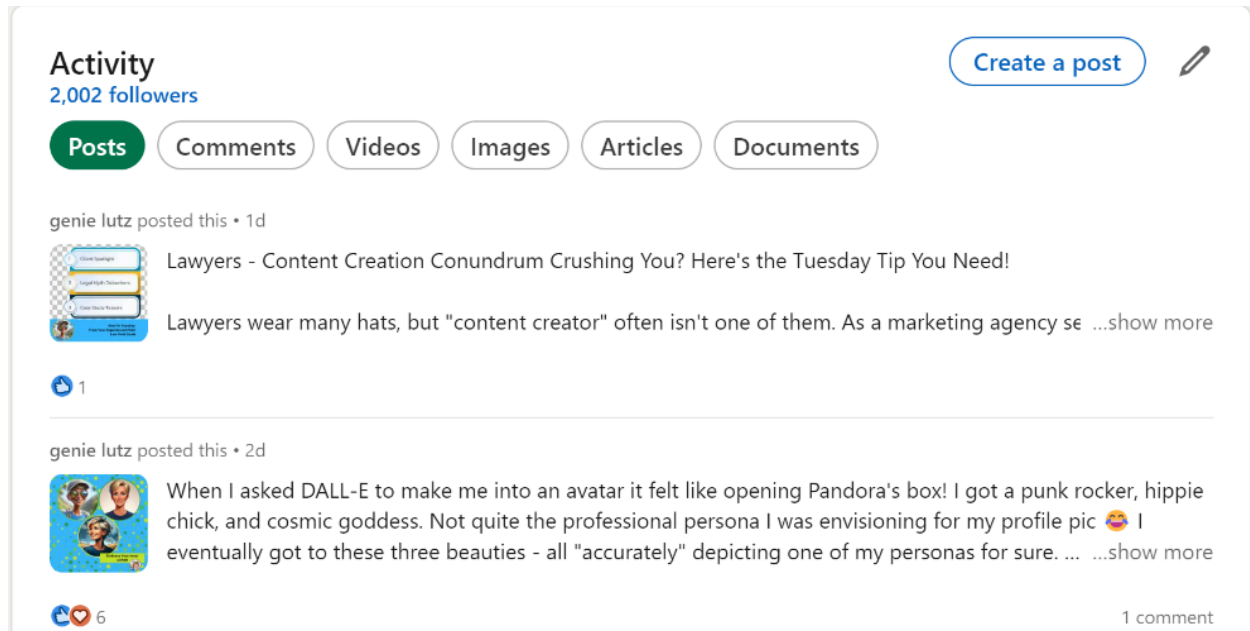 Activity
Create a post
2,002 followers
Posts
Comments
Videos
Images
Articles
Documents
genie lutz posted this • 1d
Lawyers - Content Creation Conundrum Crushing You? Here's the Tuesday Tip You Need!
Lawyers wear many hats, but "content creator" often isn't one of them. As a marketing agency se ...show more
1
genie lutz posted this • 2d
When I asked DALL-E to make me into an avatar it felt like opening Pandora's box! I got a punk rocker, hippie
chick, and cosmic goddess. Not quite the professional persona I was envisioning for my profile pic 😂 I
eventually got to these three beauties - all "accurately" depicting one of my personas for sure. ... ...show more
6
1 comment